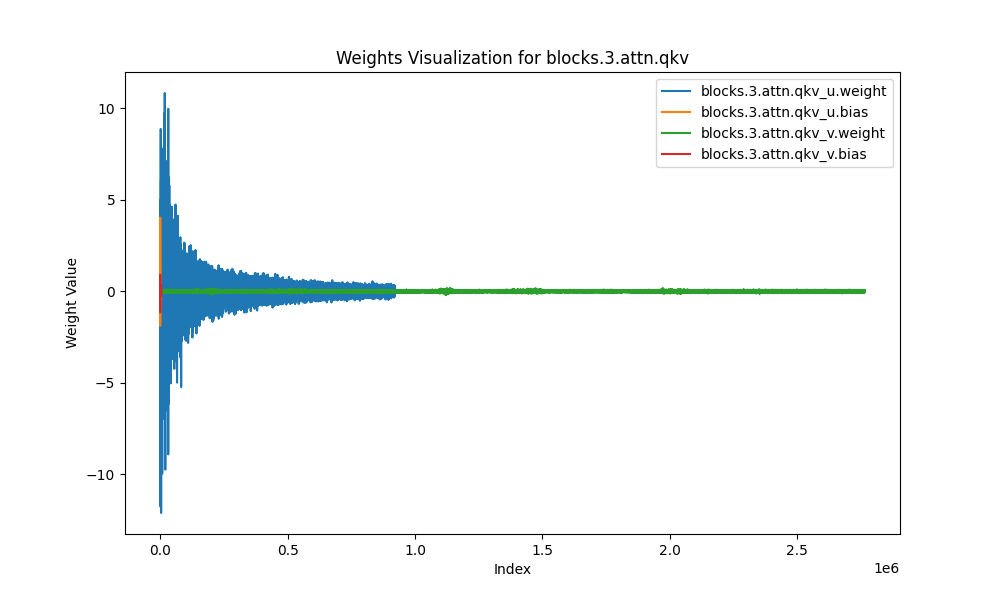 Weights Visualization for blocks.3.attn.qkv
blocks.3.attn.qkv_u.weight
blocks.3.attn.qkv_u.bias
blocks.3.attn.qkv_v.weight
blocks.3.attn.qkv_v.bias
10
5
0
−5
−10
Weight Value
0.0 0.5 1.0 1.5 2.0 2.5
1e6
Index